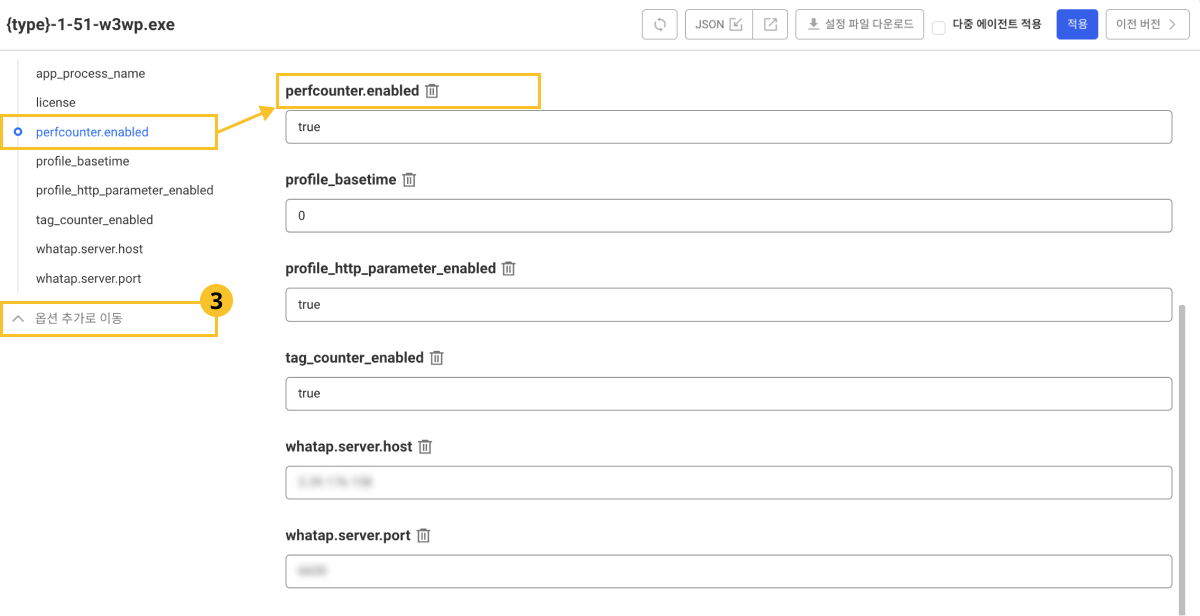 {type}-1-51-w3wp.exe
JSON
설정 파일 다운로드
다중 에이전트 적용
적용
이전 버전
app_process_name
license
perfcounter.enabled
profile_basetime
profile_http_parameter_enabled
tag_counter_enabled
whatap.server.host
whatap.server.port
3
옵션 추가로 이동
perfcounter.enabled
true
profile_basetime
0
profile_http_parameter_enabled
true
tag_counter_enabled
true
whatap.server.host
whatap.server.port